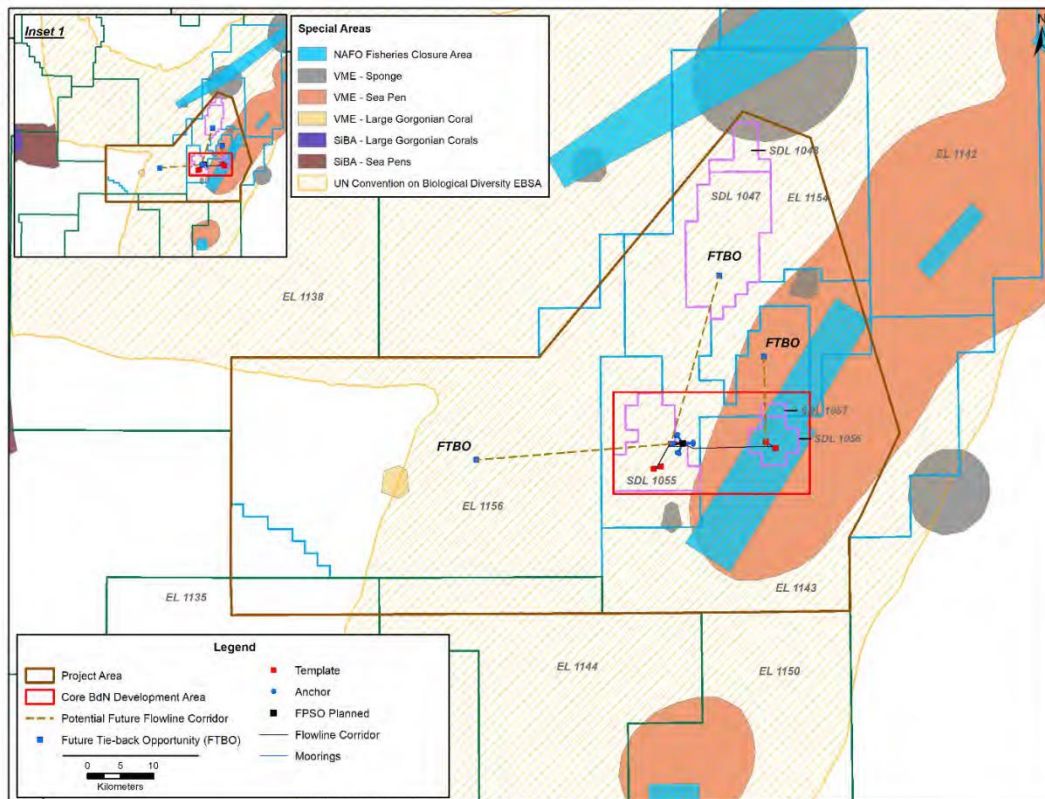 Inset 1
Special Areas
NAFO Fisheries Closure Area
VME - Sponge
VME - Sea Pen
VME - Large Gorgonian Coral
SiBA - Large Gorgonian Corals
SiBA - Sea Pens
UN Convention on Biological Diversity EBSA
N
SDL 1048
EL 1142
SDL 1047
EL 1154
FTBO
EL 1138
FTBO
SDL 1057
SDL 1056
FTBO
SDL 1055
EL 1156
EL 1143
EL 1135
EL 1144
EL 1150
Legend
Project Area
Core BdN Development Area
Potential Future Flowline Corridor
Future Tie-back Opportunity (FTBO)
0 5 10
Kilometers
Template
Anchor
FPSO Planned
Flowline Corridor
Moorings